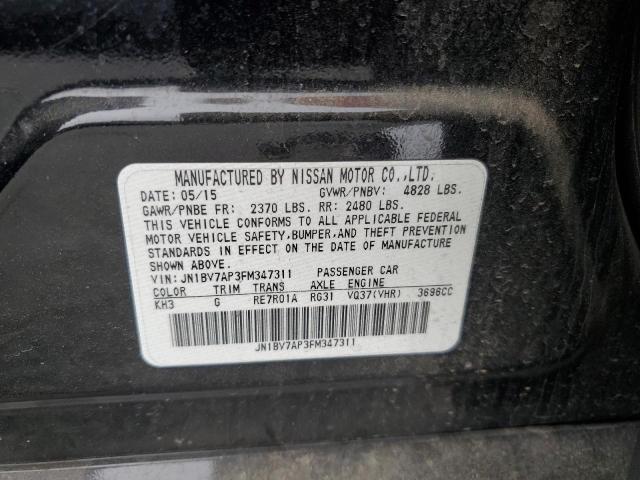 MANUFACTURED BY NISSAN MOTOR CO.,LTD.
DATE: 05/15 GVWR/PNBV: 4828 LBS.
GAWR/PNBE FR: 2370 LBS. RR: 2480 LBS.
THIS VEHICLE CONFORMS TO ALL APPLICABLE FEDERAL
MOTOR VEHICLE SAFETY, BUMPER, AND THEFT PREVENTION
STANDARDS IN EFFECT ON THE DATE OF MANUFACTURE
SHOWN ABOVE.
VIN: JN1BV7AP3FM347311 PASSENGER CAR
COLOR TRIM TRANS AXLE ENGINE
KH3 G RE7R01A RG31 VQ37(VHR) 3696CC
JN1BV7AP3FM347311